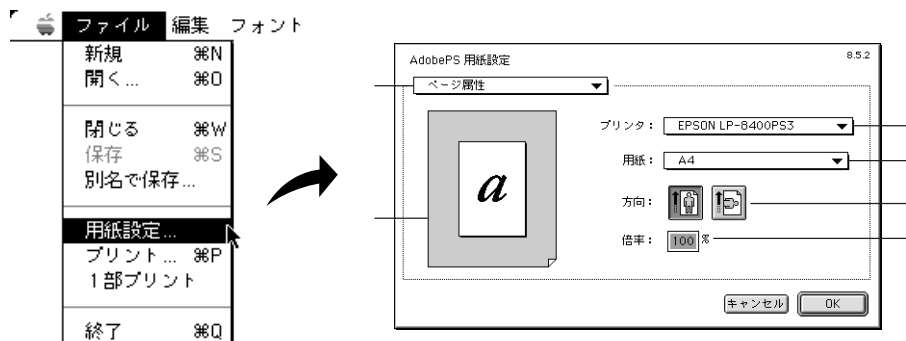 ファイル 編集 フォント
新規 ⌘N
開く... ⌘O
閉じる ⌘W
保存 ⌘S
別名で保存...
用紙設定...
プリント... ⌘P
1部プリント
終了 ⌘Q
AdobePS 用紙設定 8.5.2
ページ属性
プリンタ： EPSON LP-8400PS3
用紙： A4
a
方向：
倍率： 100 %
キャンセル OK